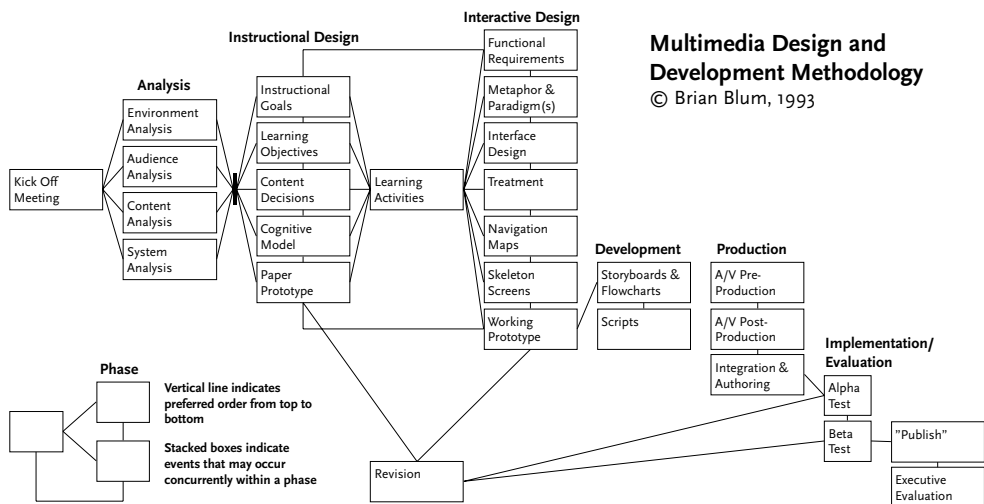 Multimedia Design and
Development Methodology
© Brian Blum, 1993
Kick Off
Meeting
Analysis
Environment
Analysis
Audience
Analysis
Content
Analysis
System
Analysis
Instructional Design
Instructional
Goals
Learning
Objectives
Content
Decisions
Cognitive
Model
Paper
Prototype
Learning
Activities
Interactive Design
Functional
Requirements
Metaphor &
Paradigm(s)
Interface
Design
Treatment
Navigation
Maps
Skeleton
Screens
Working
Prototype
Development
Storyboards &
Flowcharts
Scripts
Production
A/V Pre-
Production
A/V Post-
Production
Integration &
Authoring
Implementation/
Evaluation
Alpha
Test
Beta
Test
"Publish"
Executive
Evaluation
Revision
Phase
Vertical line indicates
preferred order from top to
bottom
Stacked boxes indicate
events that may occur
concurrently within a phase